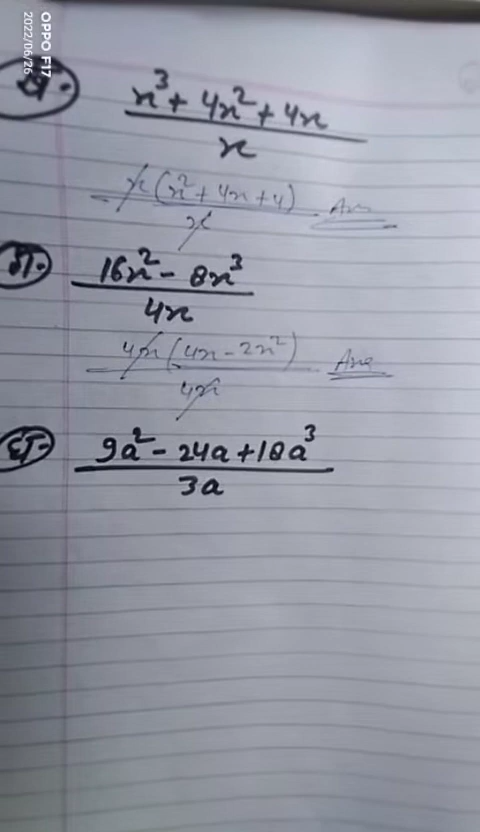 OPPO F17
2022/06/26
ख.
x³ + 4x² + 4x
x
x(x² + 4x + 4)
x
Ans
ग.
16x² - 8x³
4x
4x(4x - 2x²)
4x
Ans
घ.
9a² - 24a + 18a³
3a